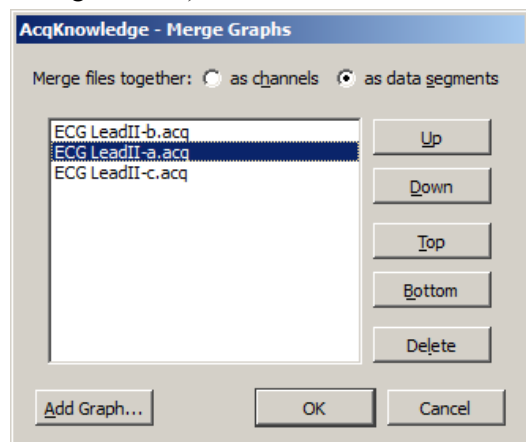 AcqKnowledge - Merge Graphs
Merge files together: as channels as data segments
ECG LeadII-b.acq
ECG LeadII-a.acq
ECG LeadII-c.acq
Up
Down
Top
Bottom
Delete
Add Graph...
OK
Cancel